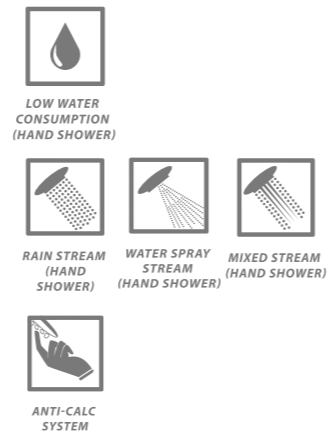 LOW WATER
CONSUMPTION
(HAND SHOWER)
RAIN STREAM
(HAND
SHOWER)
WATER SPRAY
STREAM
(HAND SHOWER)
MIXED STREAM
(HAND SHOWER)
ANTI-CALC
SYSTEM